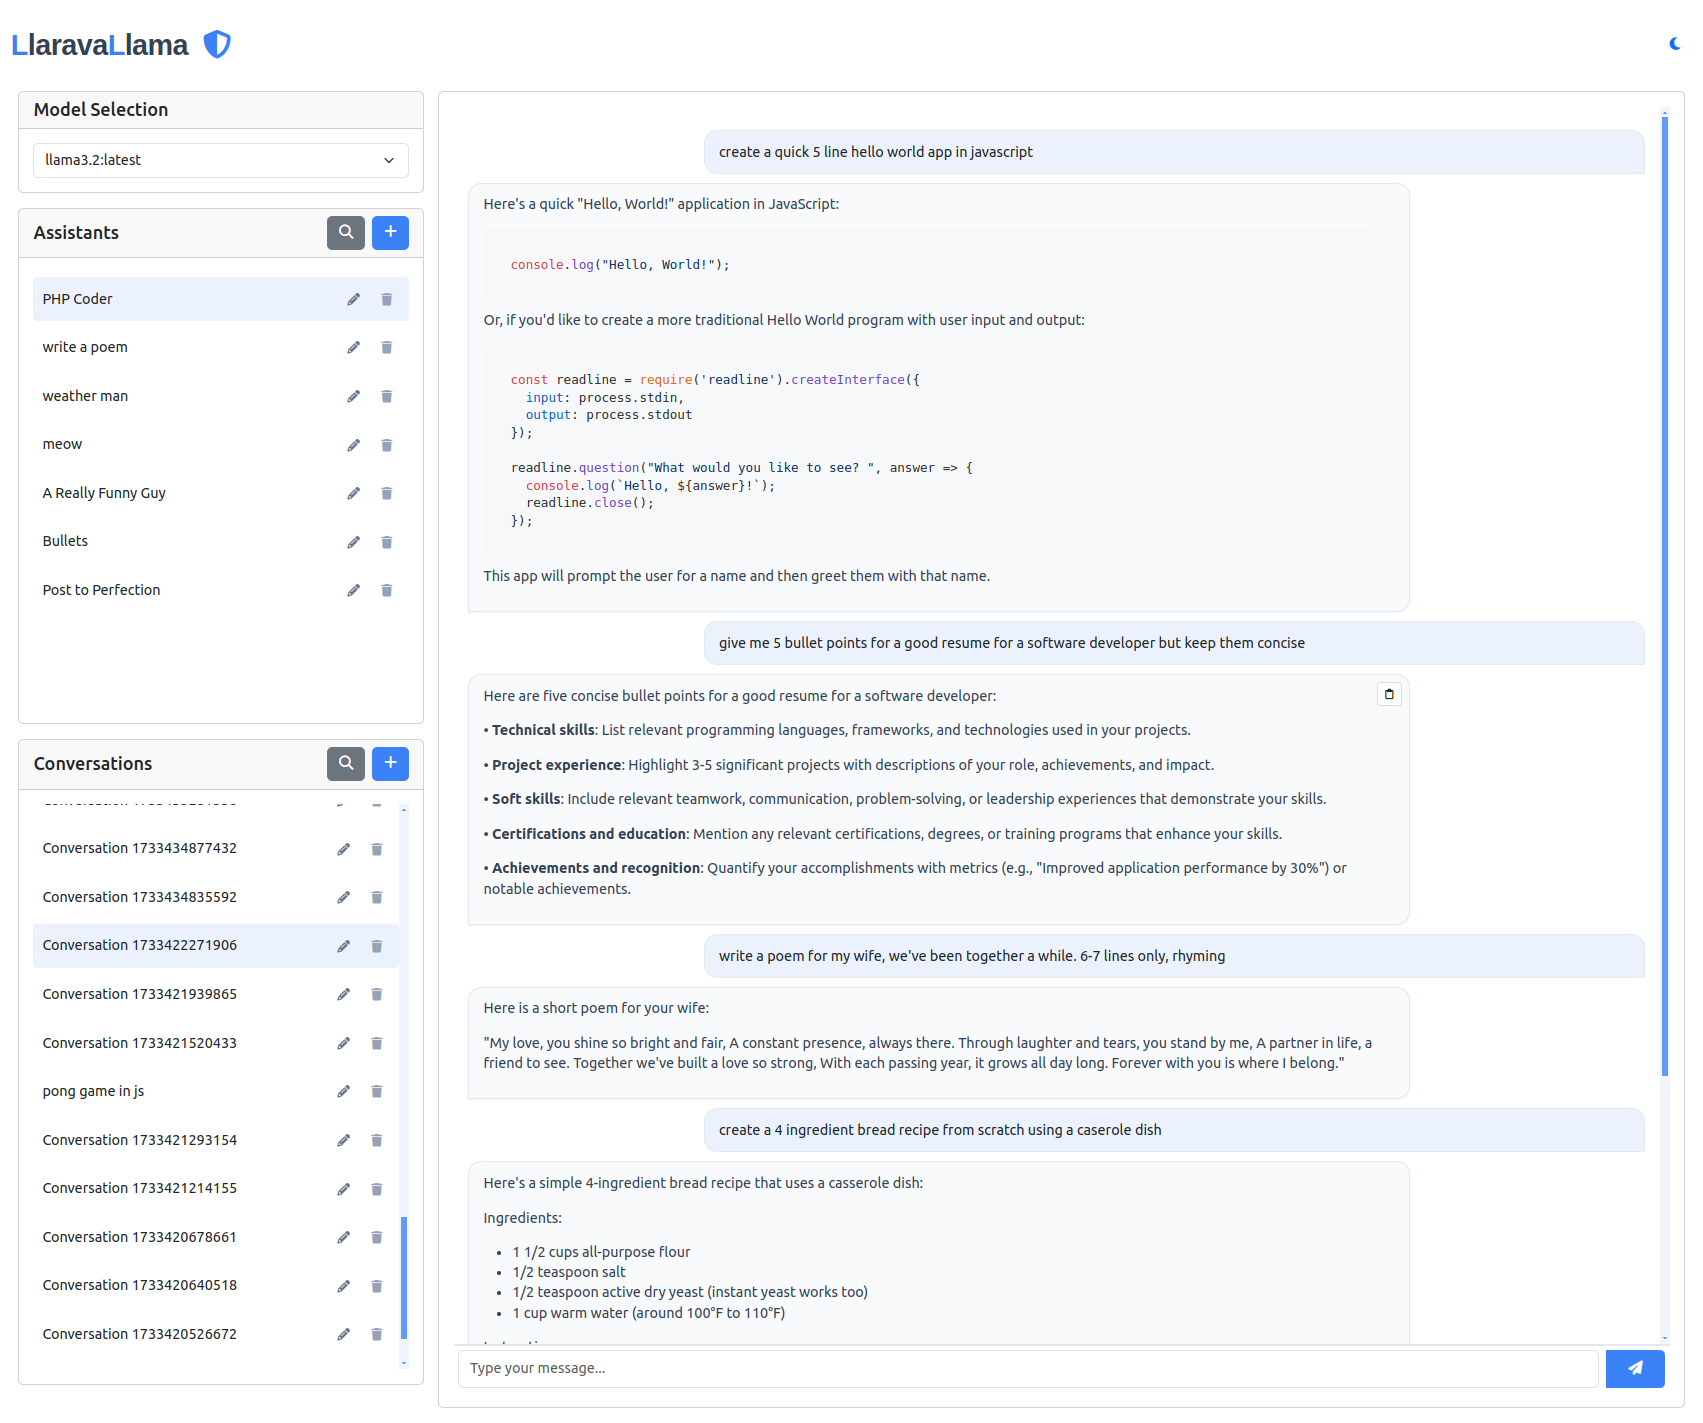 LlaravaLlama
Model Selection
llama3.2:latest
Assistants
PHP Coder
write a poem
weather man
meow
A Really Funny Guy
Bullets
Post to Perfection
Conversations
Conversation 1733434877432
Conversation 1733434835592
Conversation 1733422271906
Conversation 1733421939865
Conversation 1733421520433
pong game in js
Conversation 1733421293154
Conversation 1733421214155
Conversation 1733420678661
Conversation 1733420640518
Conversation 1733420526672
create a quick 5 line hello world app in javascript
Here's a quick "Hello, World!" application in JavaScript:
console.log("Hello, World!");
Or, if you'd like to create a more traditional Hello World program with user input and output:
const readline = require('readline').createInterface({
  input: process.stdin,
  output: process.stdout
});
readline.question("What would you like to see? ", answer => {
  console.log(`Hello, ${answer}!`);
  readline.close();
});
This app will prompt the user for a name and then greet them with that name.
give me 5 bullet points for a good resume for a software developer but keep them concise
Here are five concise bullet points for a good resume for a software developer:
• Technical skills: List relevant programming languages, frameworks, and technologies used in your projects.
• Project experience: Highlight 3-5 significant projects with descriptions of your role, achievements, and impact.
• Soft skills: Include relevant teamwork, communication, problem-solving, or leadership experiences that demonstrate your skills.
• Certifications and education: Mention any relevant certifications, degrees, or training programs that enhance your skills.
• Achievements and recognition: Quantify your accomplishments with metrics (e.g., "Improved application performance by 30%") or
notable achievements.
write a poem for my wife, we've been together a while. 6-7 lines only, rhyming
Here is a short poem for your wife:
"My love, you shine so bright and fair, A constant presence, always there. Through laughter and tears, you stand by me, A partner in life, a
friend to see. Together we've built a love so strong, With each passing year, it grows all day long. Forever with you is where I belong."
create a 4 ingredient bread recipe from scratch using a caserole dish
Here's a simple 4-ingredient bread recipe that uses a casserole dish:
Ingredients:
• 1 1/2 cups all-purpose flour
• 1/2 teaspoon salt
• 1/2 teaspoon active dry yeast (instant yeast works too)
• 1 cup warm water (around 100°F to 110°F)
Type your message...